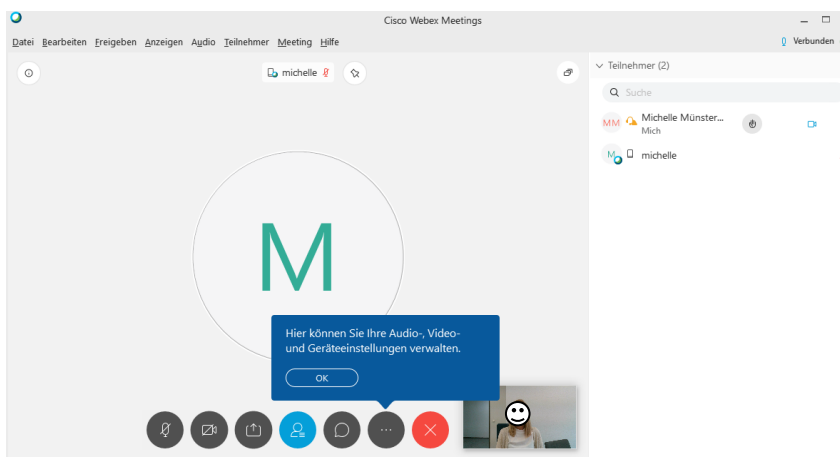 Cisco Webex Meetings
Datei Bearbeiten Freigeben Anzeigen Audio Teilnehmer Meeting Hilfe
Verbunden
michelle
Teilnehmer (2)
Suche
MM Michelle Münster...
Mich
M michelle
M
Hier können Sie Ihre Audio-, Video-
und Geräteeinstellungen verwalten.
OK